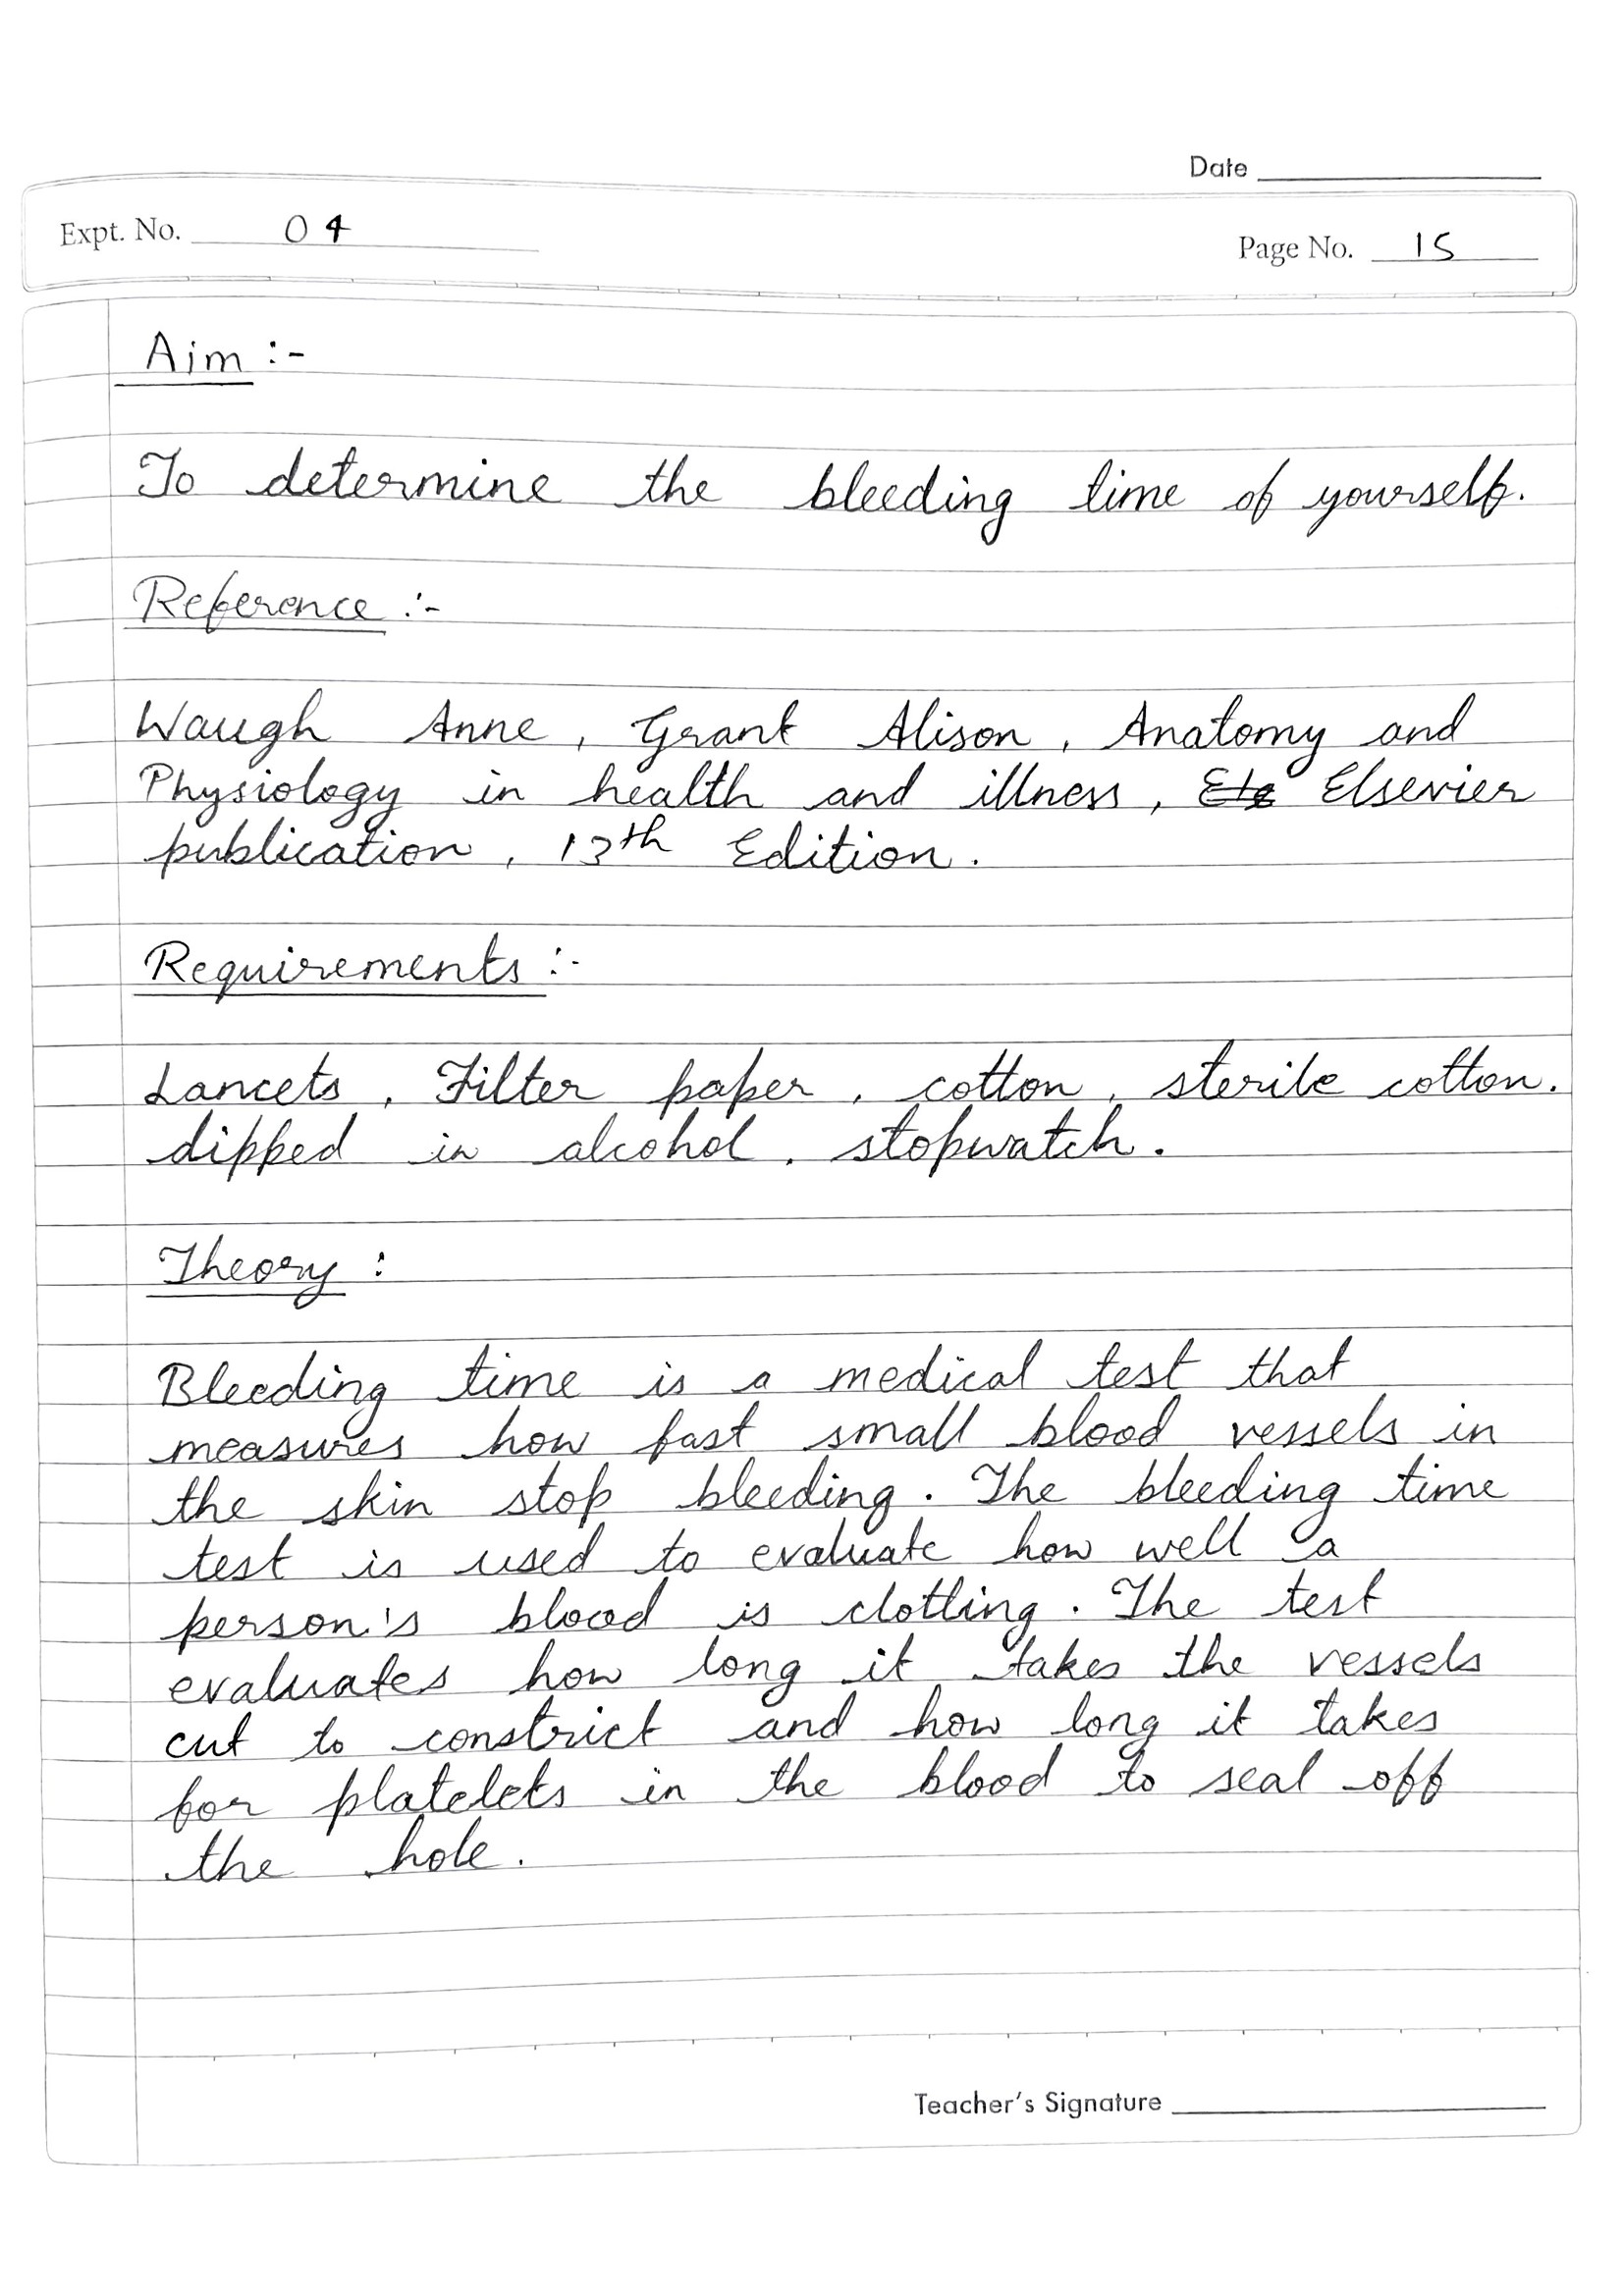 Date
Expt. No. 04
Page No. 15
Aim :-
To determine the bleeding time of yourself.
Reference :-
Waugh Anne, Grant Alison, Anatomy and
Physiology in health and illness, Elsevier
publication, 13th Edition.
Requirements :-
Lancets, Filter paper, cotton, sterile cotton.
dipped in alcohol, stopwatch.
Theory :
Bleeding time is a medical test that
measures how fast small blood vessels in
the skin stop bleeding. The bleeding time
test is used to evaluate how well a
person's blood is clotting. The test
evaluates how long it takes the vessels
cut to constrict and how long it takes
for platelets in the blood to seal off
the hole.
Teacher's Signature